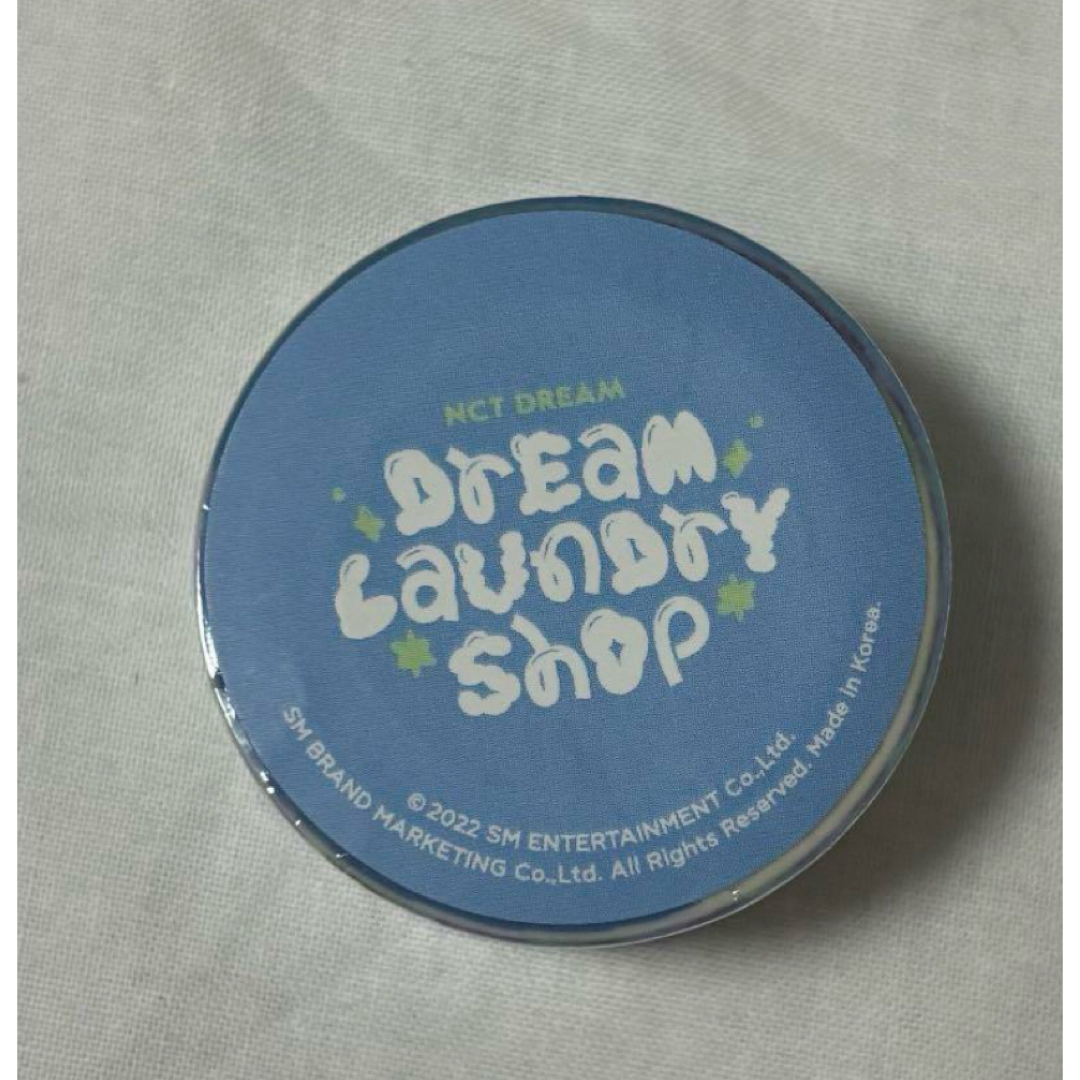 NCT DREAM
DrEaM
LaunDrY
ShOp
© 2022 SM ENTERTAINMENT Co.,Ltd.
SM BRAND MARKETING Co.,Ltd. All Rights Reserved. Made in Korea.